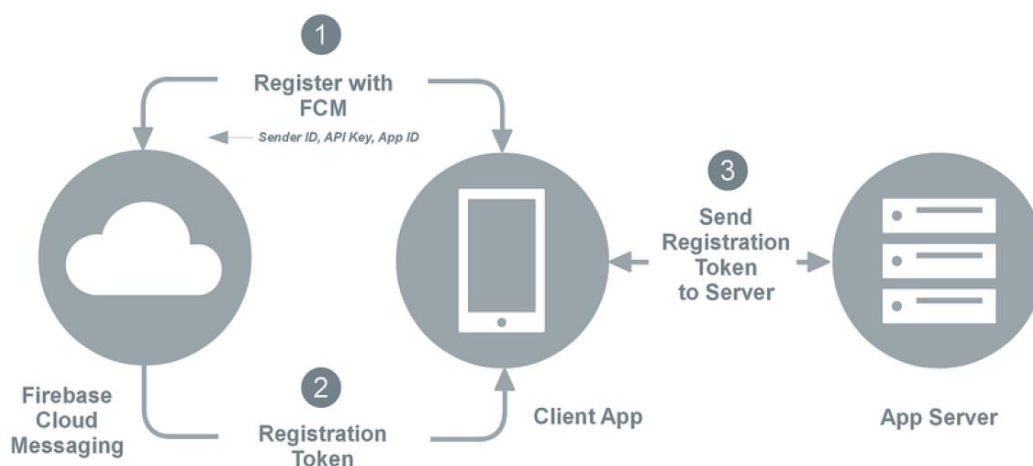 1
Register with
FCM
Sender ID, API Key, App ID
3
Send
Registration
Token
to Server
2
Registration
Token
Firebase
Cloud
Messaging
Client App
App Server